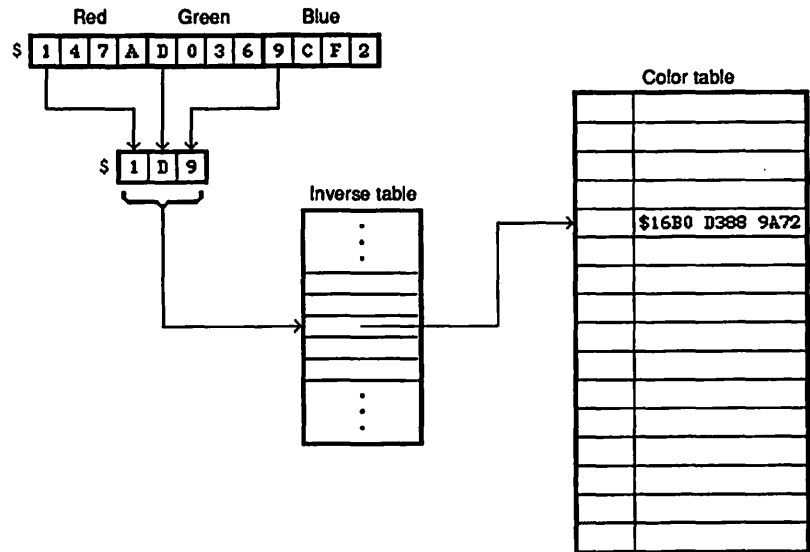 Red Green Blue
$ 1 4 7 A D 0 3 6 9 C F 2
Color table
$ 1 D 9
Inverse table
$16B0 D388 9A72